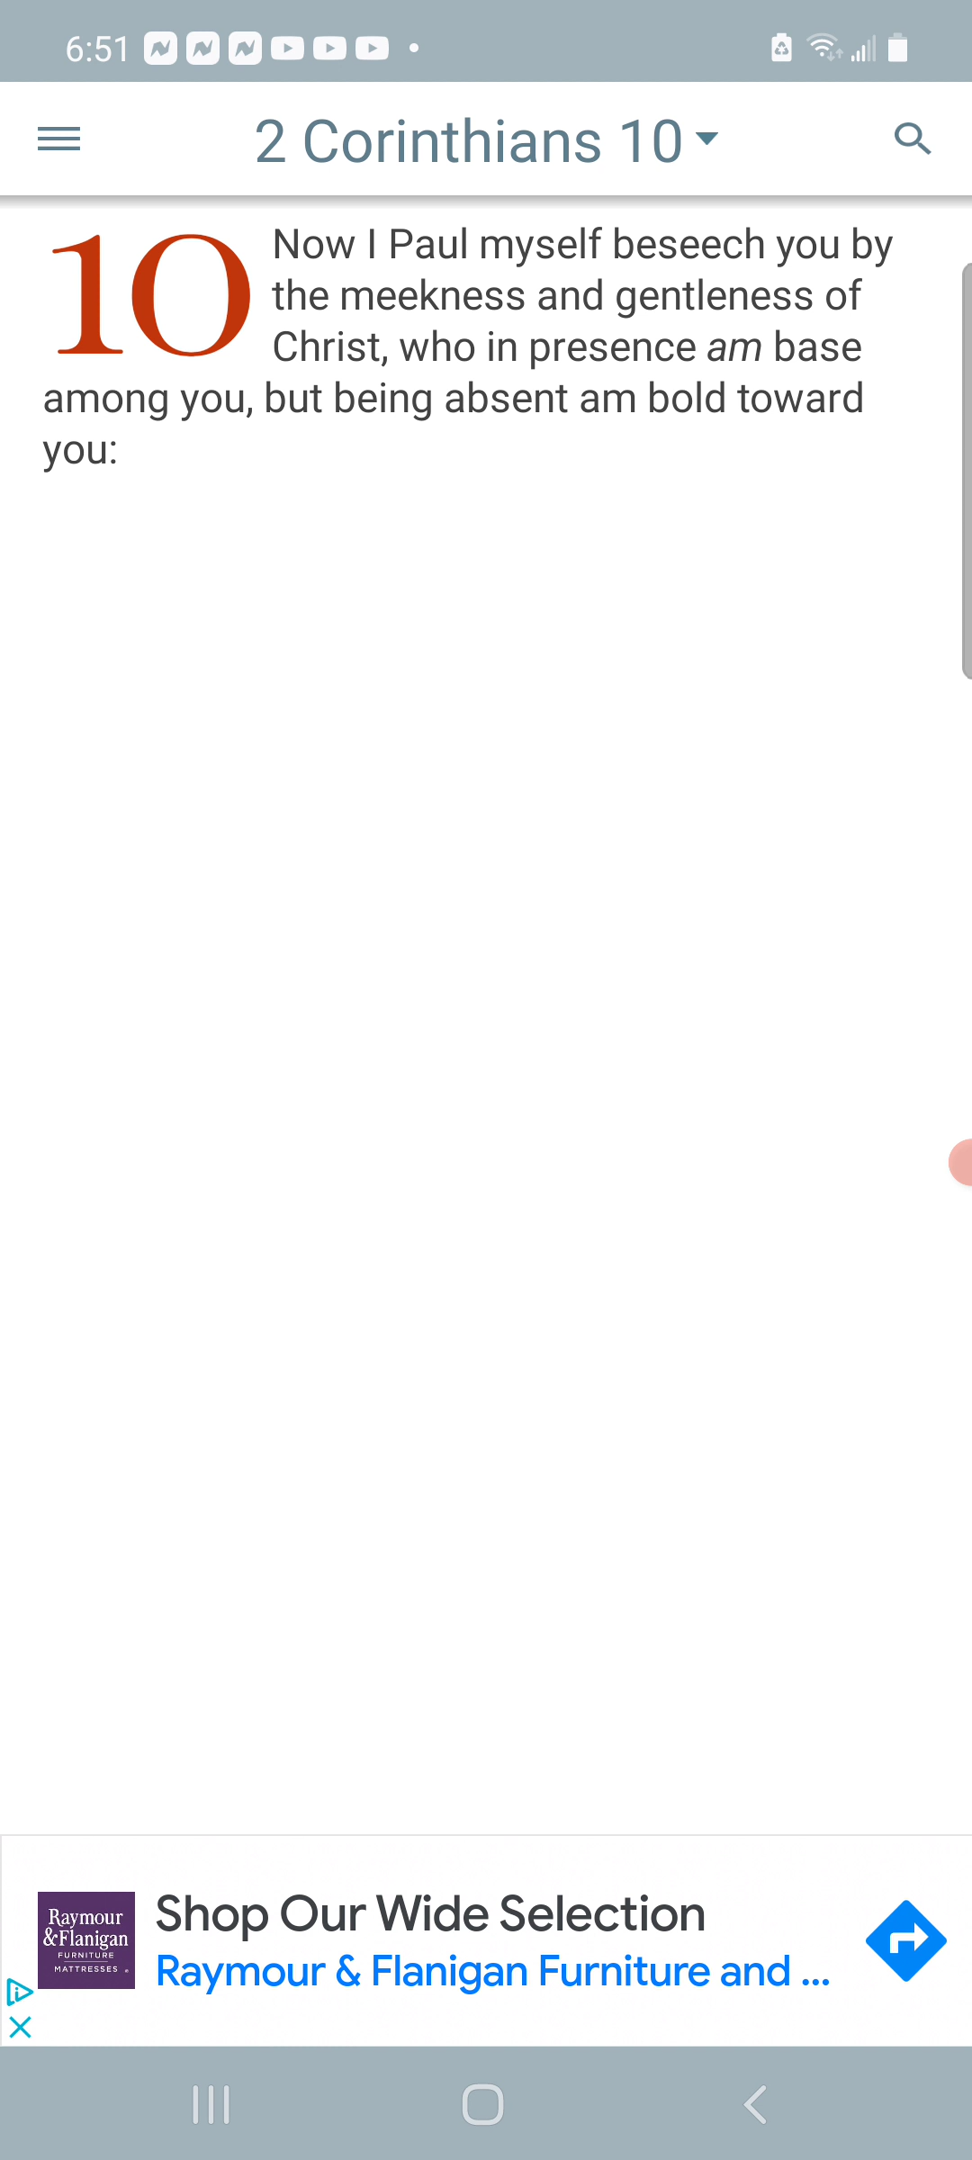 6:51
2 Corinthians 10
10 Now I Paul myself beseech you by
the meekness and gentleness of
Christ, who in presence am base
among you, but being absent am bold toward
you:
Raymour
&Flanigan
FURNITURE
MATTRESSES
Shop Our Wide Selection
Raymour & Flanigan Furniture and ...